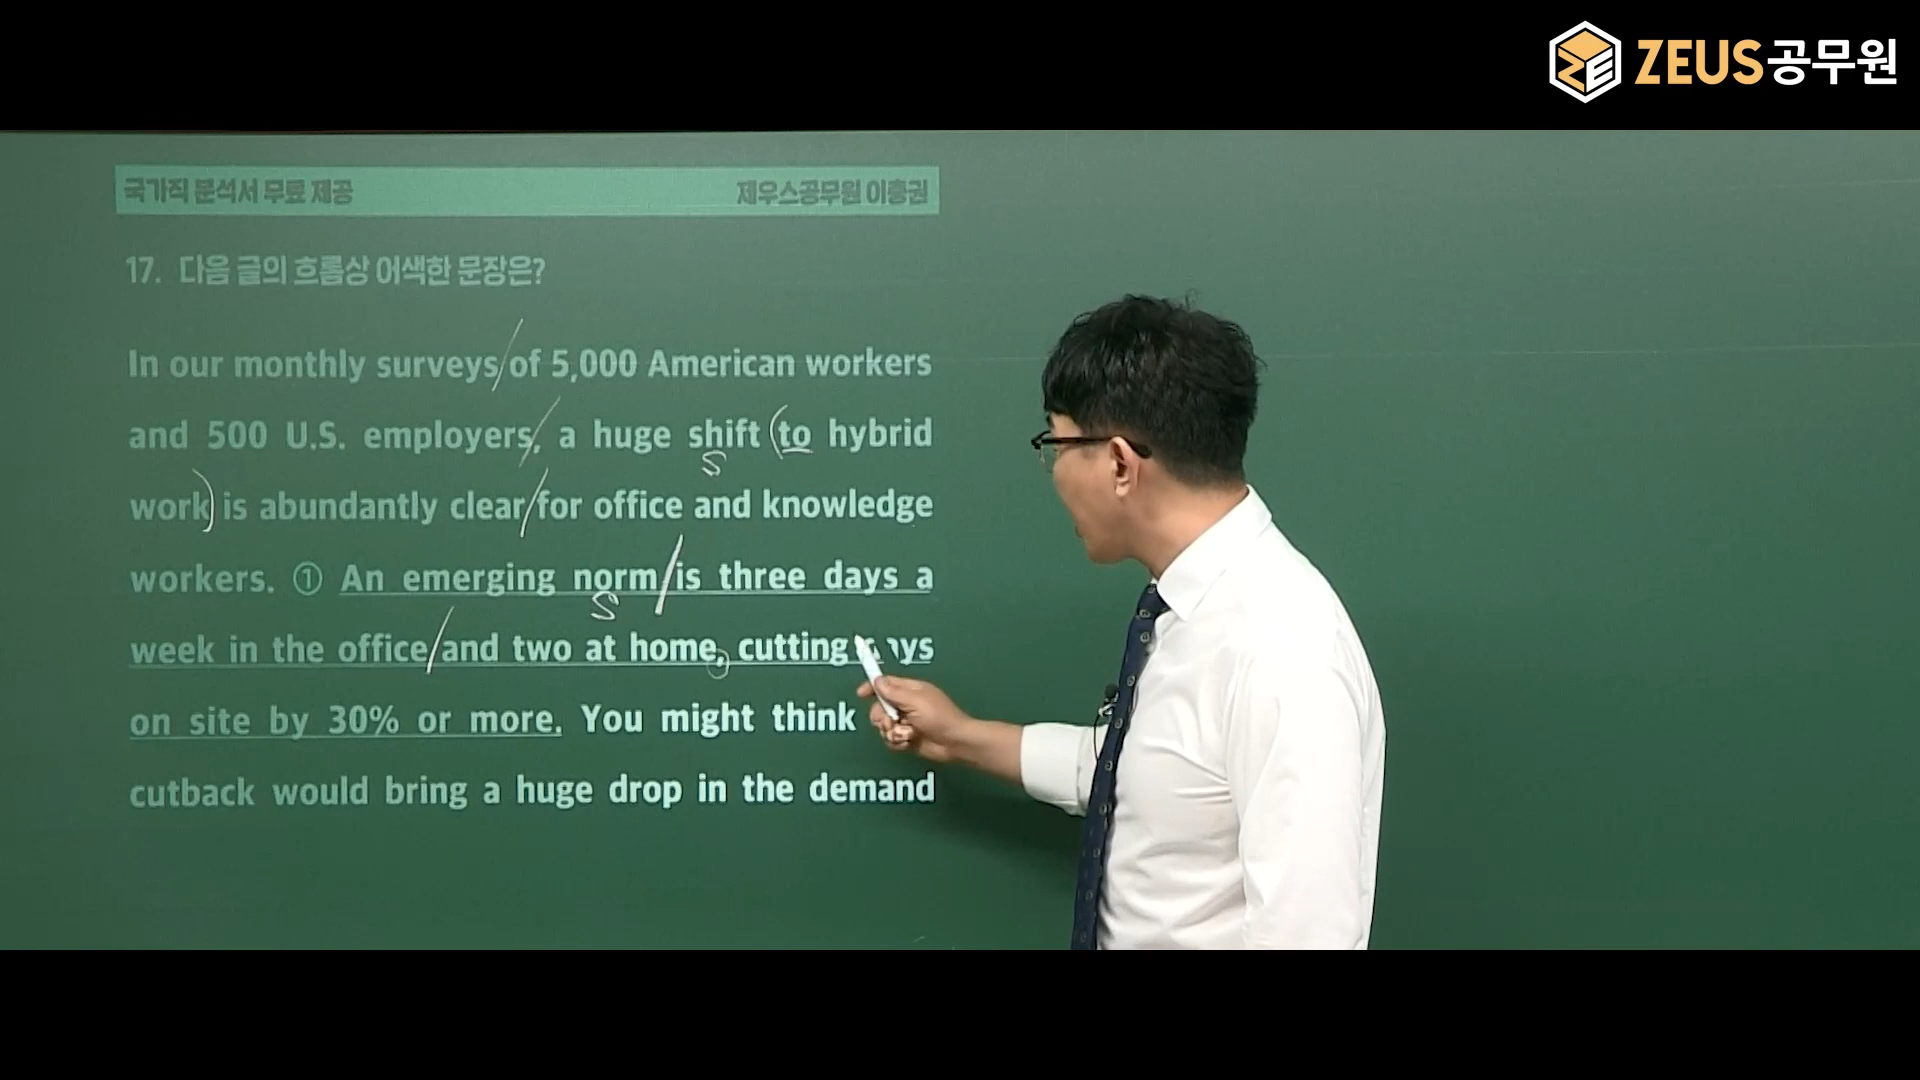 ZEUS공무원
국가직 분석서 무료 제공
제우스공무원 이충권
17. 다음 글의 흐름상 어색한 문장은?
In our monthly surveys of 5,000 American workers
and 500 U.S. employers, a huge shift (to hybrid
S
work) is abundantly clear for office and knowledge
workers. ① An emerging norm is three days a
S
week in the office and two at home, cutting
on site by 30% or more. You might think
cutback would bring a huge drop in the demand